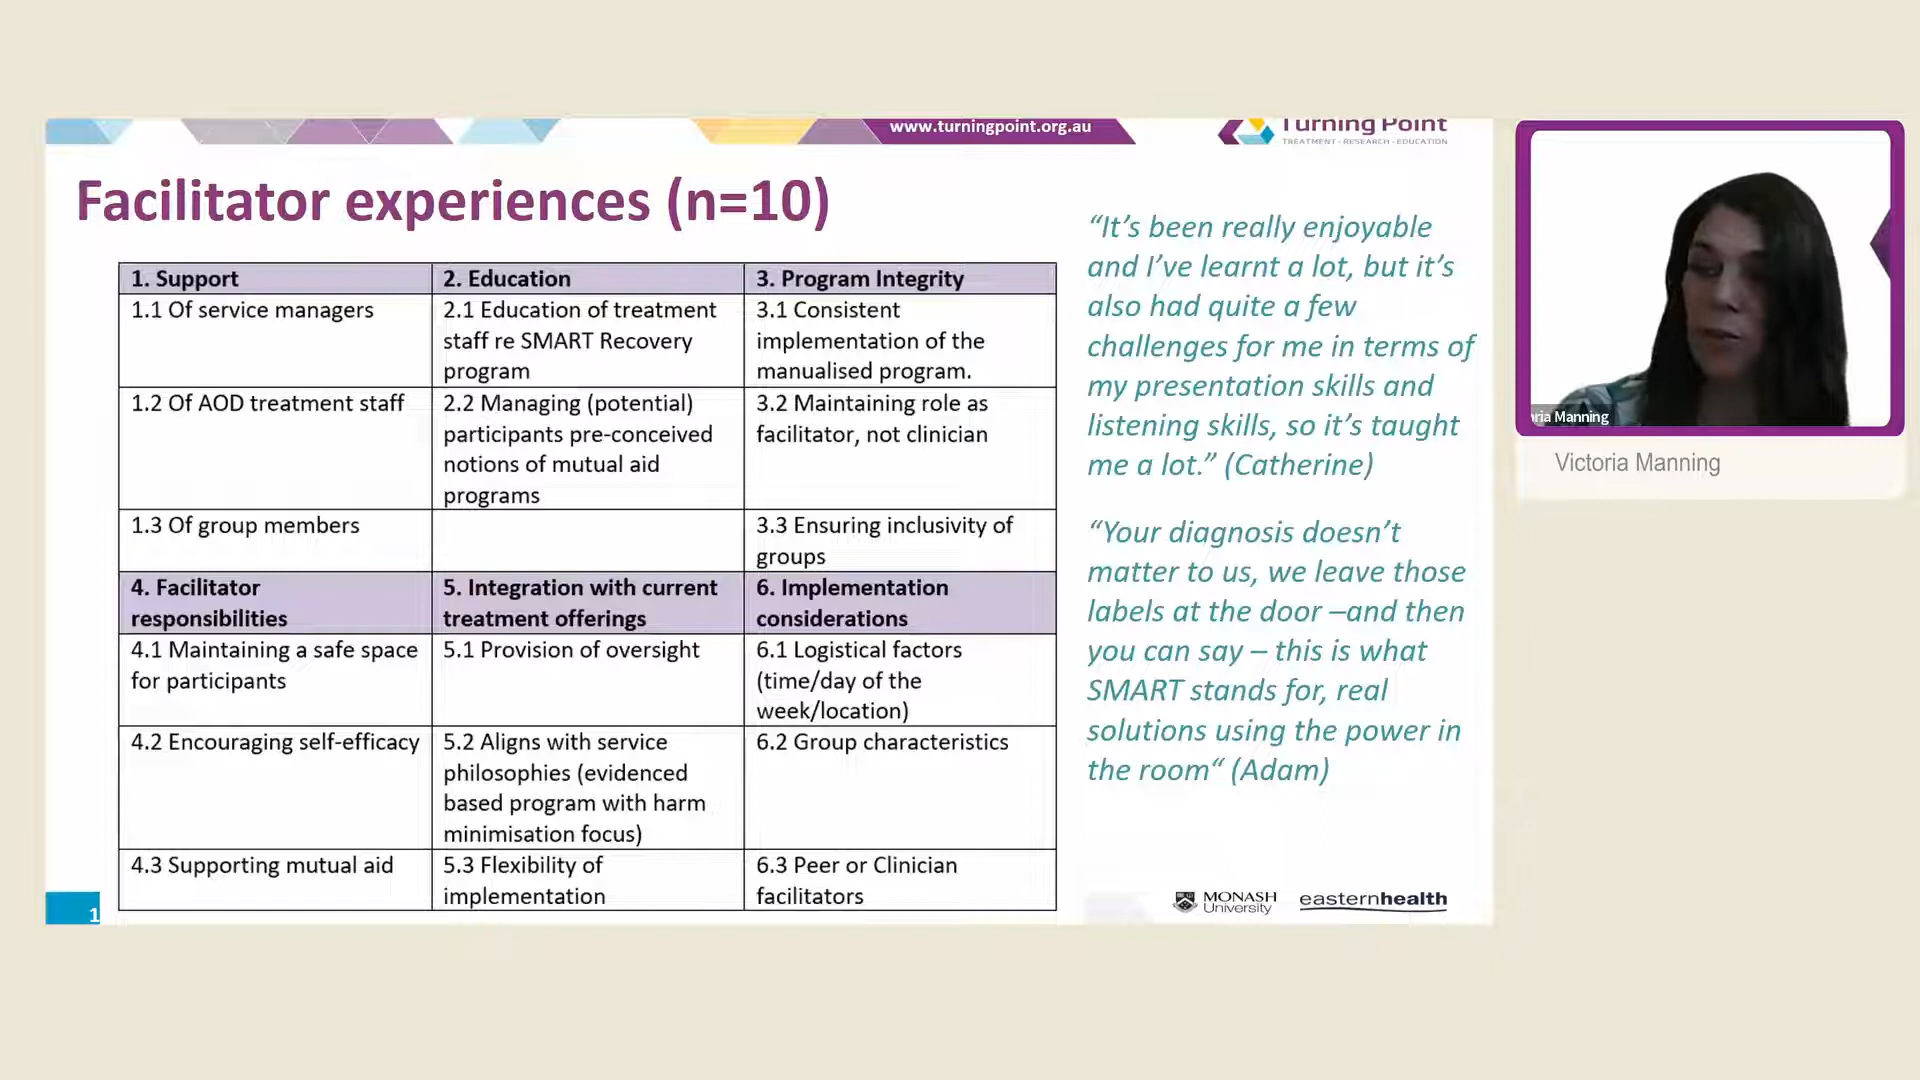 www.turningpoint.org.au
Turning Point
TREATMENT • RESEARCH • EDUCATION
Facilitator experiences (n=10)
1. Support
2. Education
3. Program Integrity
1.1 Of service managers
2.1 Education of treatment
staff re SMART Recovery
program
3.1 Consistent
implementation of the
manualised program.
1.2 Of AOD treatment staff
2.2 Managing (potential)
participants pre-conceived
notions of mutual aid
programs
3.2 Maintaining role as
facilitator, not clinician
1.3 Of group members
3.3 Ensuring inclusivity of
groups
4. Facilitator
responsibilities
5. Integration with current
treatment offerings
6. Implementation
considerations
4.1 Maintaining a safe space
for participants
5.1 Provision of oversight
6.1 Logistical factors
(time/day of the
week/location)
4.2 Encouraging self-efficacy
5.2 Aligns with service
philosophies (evidenced
based program with harm
minimisation focus)
6.2 Group characteristics
4.3 Supporting mutual aid
5.3 Flexibility of
implementation
6.3 Peer or Clinician
facilitators
“It’s been really enjoyable
and I’ve learnt a lot, but it’s
also had quite a few
challenges for me in terms of
my presentation skills and
listening skills, so it’s taught
me a lot.” (Catherine)
“Your diagnosis doesn’t
matter to us, we leave those
labels at the door –and then
you can say – this is what
SMART stands for, real
solutions using the power in
the room“ (Adam)
1
MONASH
University
easternhealth
ria Manning
Victoria Manning